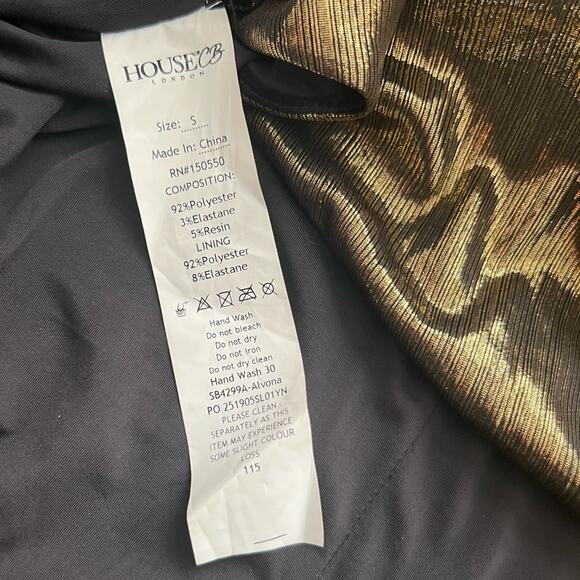 HOUSE OF CB
LONDON
Size: S
Made In: China
RN#150550
COMPOSITION:
92%Polyester
3%Elastane
5%Resin
LINING
92%Polyester
8%Elastane
Hand Wash
Do not bleach
Do not dry
Do not iron
Do not dry clean
Hand Wash 30
SB4299A-Alvona
PO 251905SL01YN
PLEASE CLEAN
SEPARATELY AS THIS
ITEM MAY EXPERIENCE
SOME SLIGHT COLOUR
LOSS
115